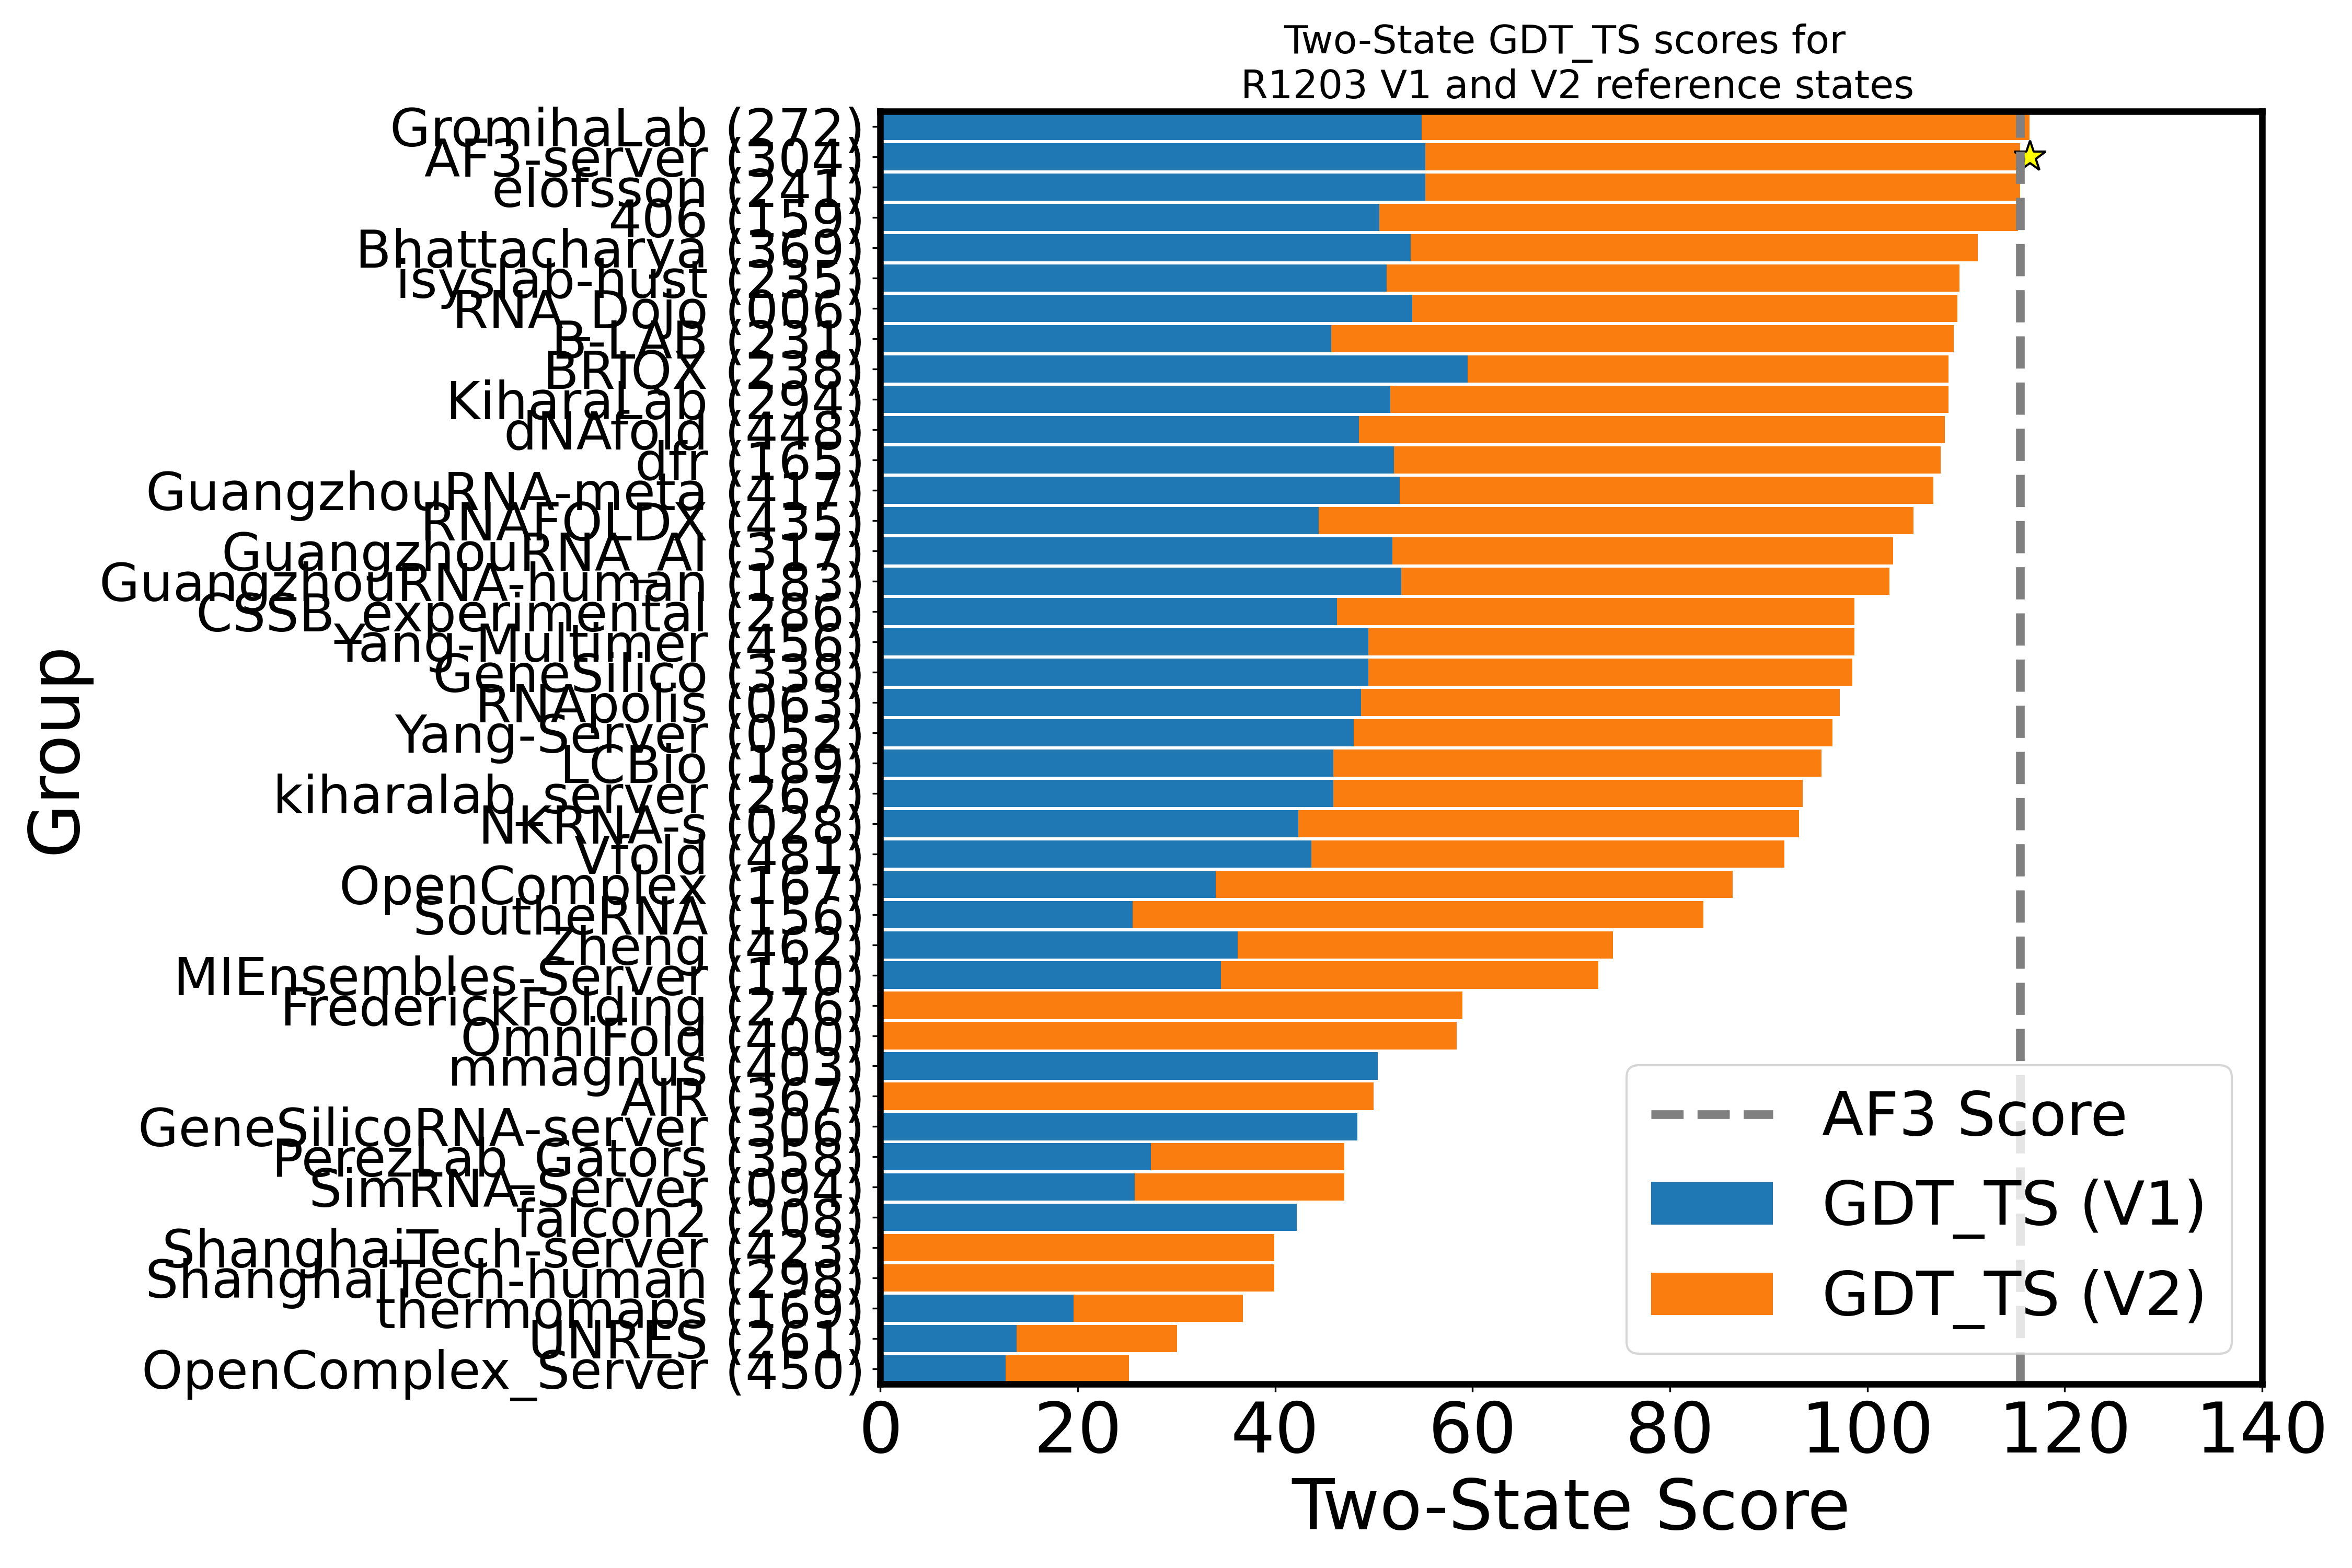 Two-State GDT_TS scores for
R1203 V1 and V2 reference states
Group
GromihaLab (272)
AF3-server (304)
elofsson (241)
406 (159)
Bhattacharya (369)
isyslab-hust (235)
RNA_Dojo (006)
B-LAB (231)
BRIQX (238)
KiharaLab (294)
dNAfold (448)
dfr (165)
GuangzhouRNA-meta (417)
RNAFOLDX (435)
GuangzhouRNA_AI (317)
GuangzhouRNA-human (183)
CSSB_experimental (286)
Yang-Multimer (456)
GeneSilico (338)
RNApolis (063)
Yang-Server (052)
LCBio (189)
kiharalab_server (267)
NKRNA-s (028)
Vfold (481)
OpenComplex (167)
SoutheRNA (156)
Zheng (462)
MIEnsembles-Server (110)
FrederickFolding (276)
OmniFold (400)
mmagnus (403)
AIR (367)
GeneSilicoRNA-server (306)
PerezLab_Gators (358)
SimRNA-Server (094)
falcon2 (208)
ShanghaiTech-server (423)
ShanghaiTech-human (298)
thermomaps (169)
UNRES (261)
OpenComplex_Server (450)
AF3 Score
GDT_TS (V1)
GDT_TS (V2)
0 20 40 60 80 100 120 140
Two-State Score